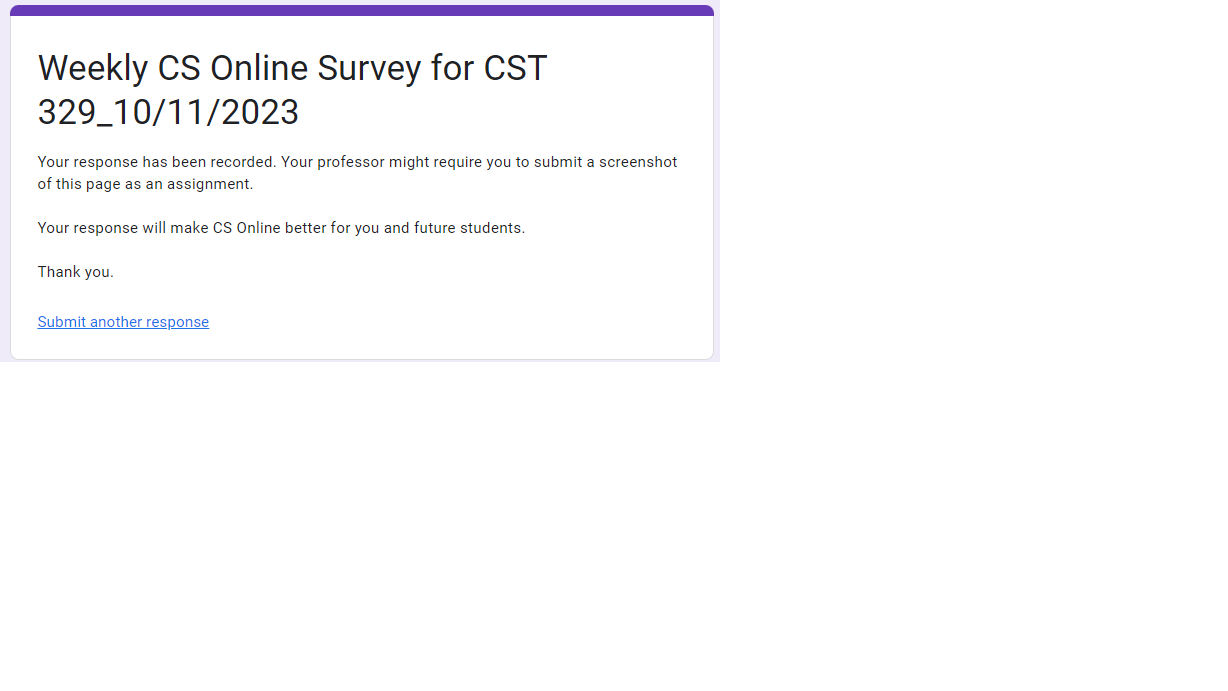 Weekly CS Online Survey for CST
329_10/11/2023
Your response has been recorded. Your professor might require you to submit a screenshot
of this page as an assignment.
Your response will make CS Online better for you and future students.
Thank you.
Submit another response